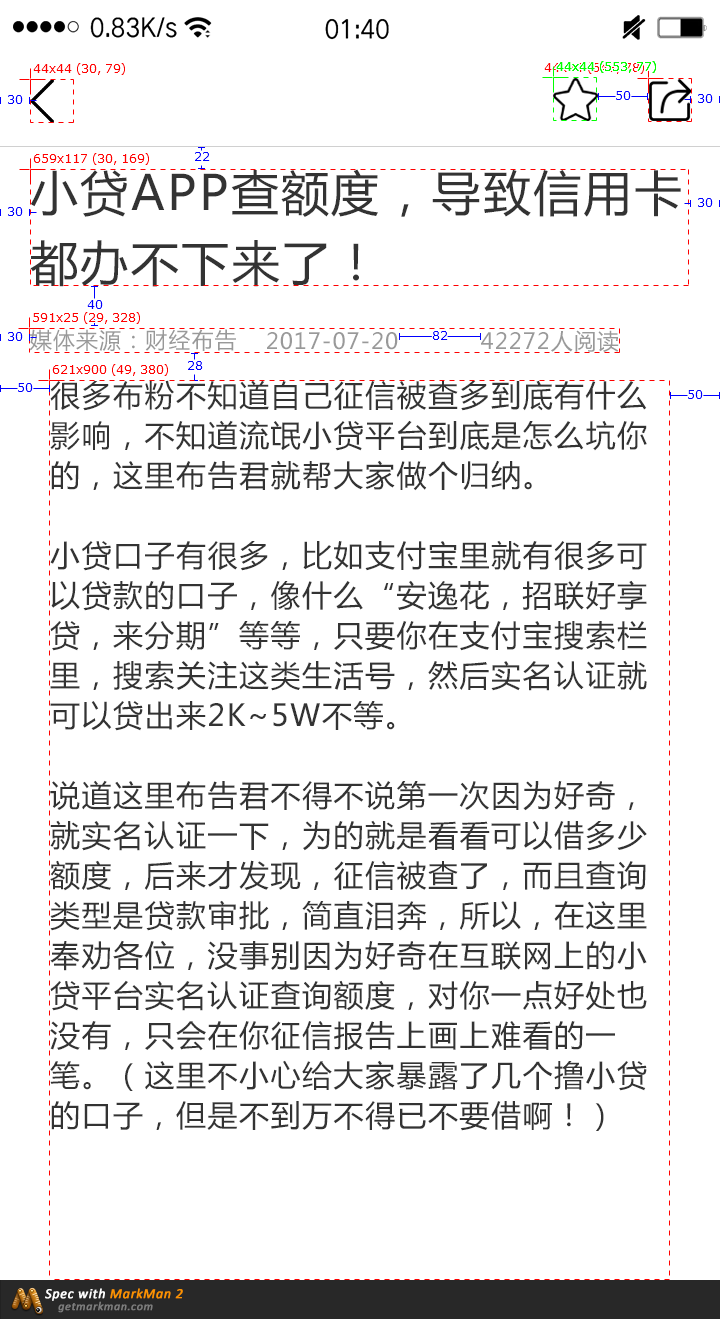 0.83K/s 01:40
44x44 (30, 79)
44x44 (553, 77)
30
50
30
22
659x117 (30, 169)
30
小贷APP查额度，导致信用卡
30
都办不下来了！
40
591x25 (29, 328)
30
媒体来源：财经布告 2017-07-20 82 42272人阅读
28
621x900 (49, 380)
50
50
很多布粉不知道自己征信被查多到底有什么
影响，不知道流氓小贷平台到底是怎么坑你
的，这里布告君就帮大家做个归纳。
小贷口子有很多，比如支付宝里就有很多可
以贷款的口子，像什么“安逸花，招联好享
贷，来分期”等等，只要你在支付宝搜索栏
里，搜索关注这类生活号，然后实名认证就
可以贷出来2K~5W不等。
说道这里布告君不得不说第一次因为好奇，
就实名认证一下，为的就是看看可以借多少
额度，后来才发现，征信被查了，而且查询
类型是贷款审批，简直泪奔，所以，在这里
奉劝各位，没事别因为好奇在互联网上的小
贷平台实名认证查询额度，对你一点好处也
没有，只会在你征信报告上画上难看的一
笔。（这里不小心给大家暴露了几个撸小贷
的口子，但是不到万不得已不要借啊！）
Spec with MarkMan 2
getmarkman.com